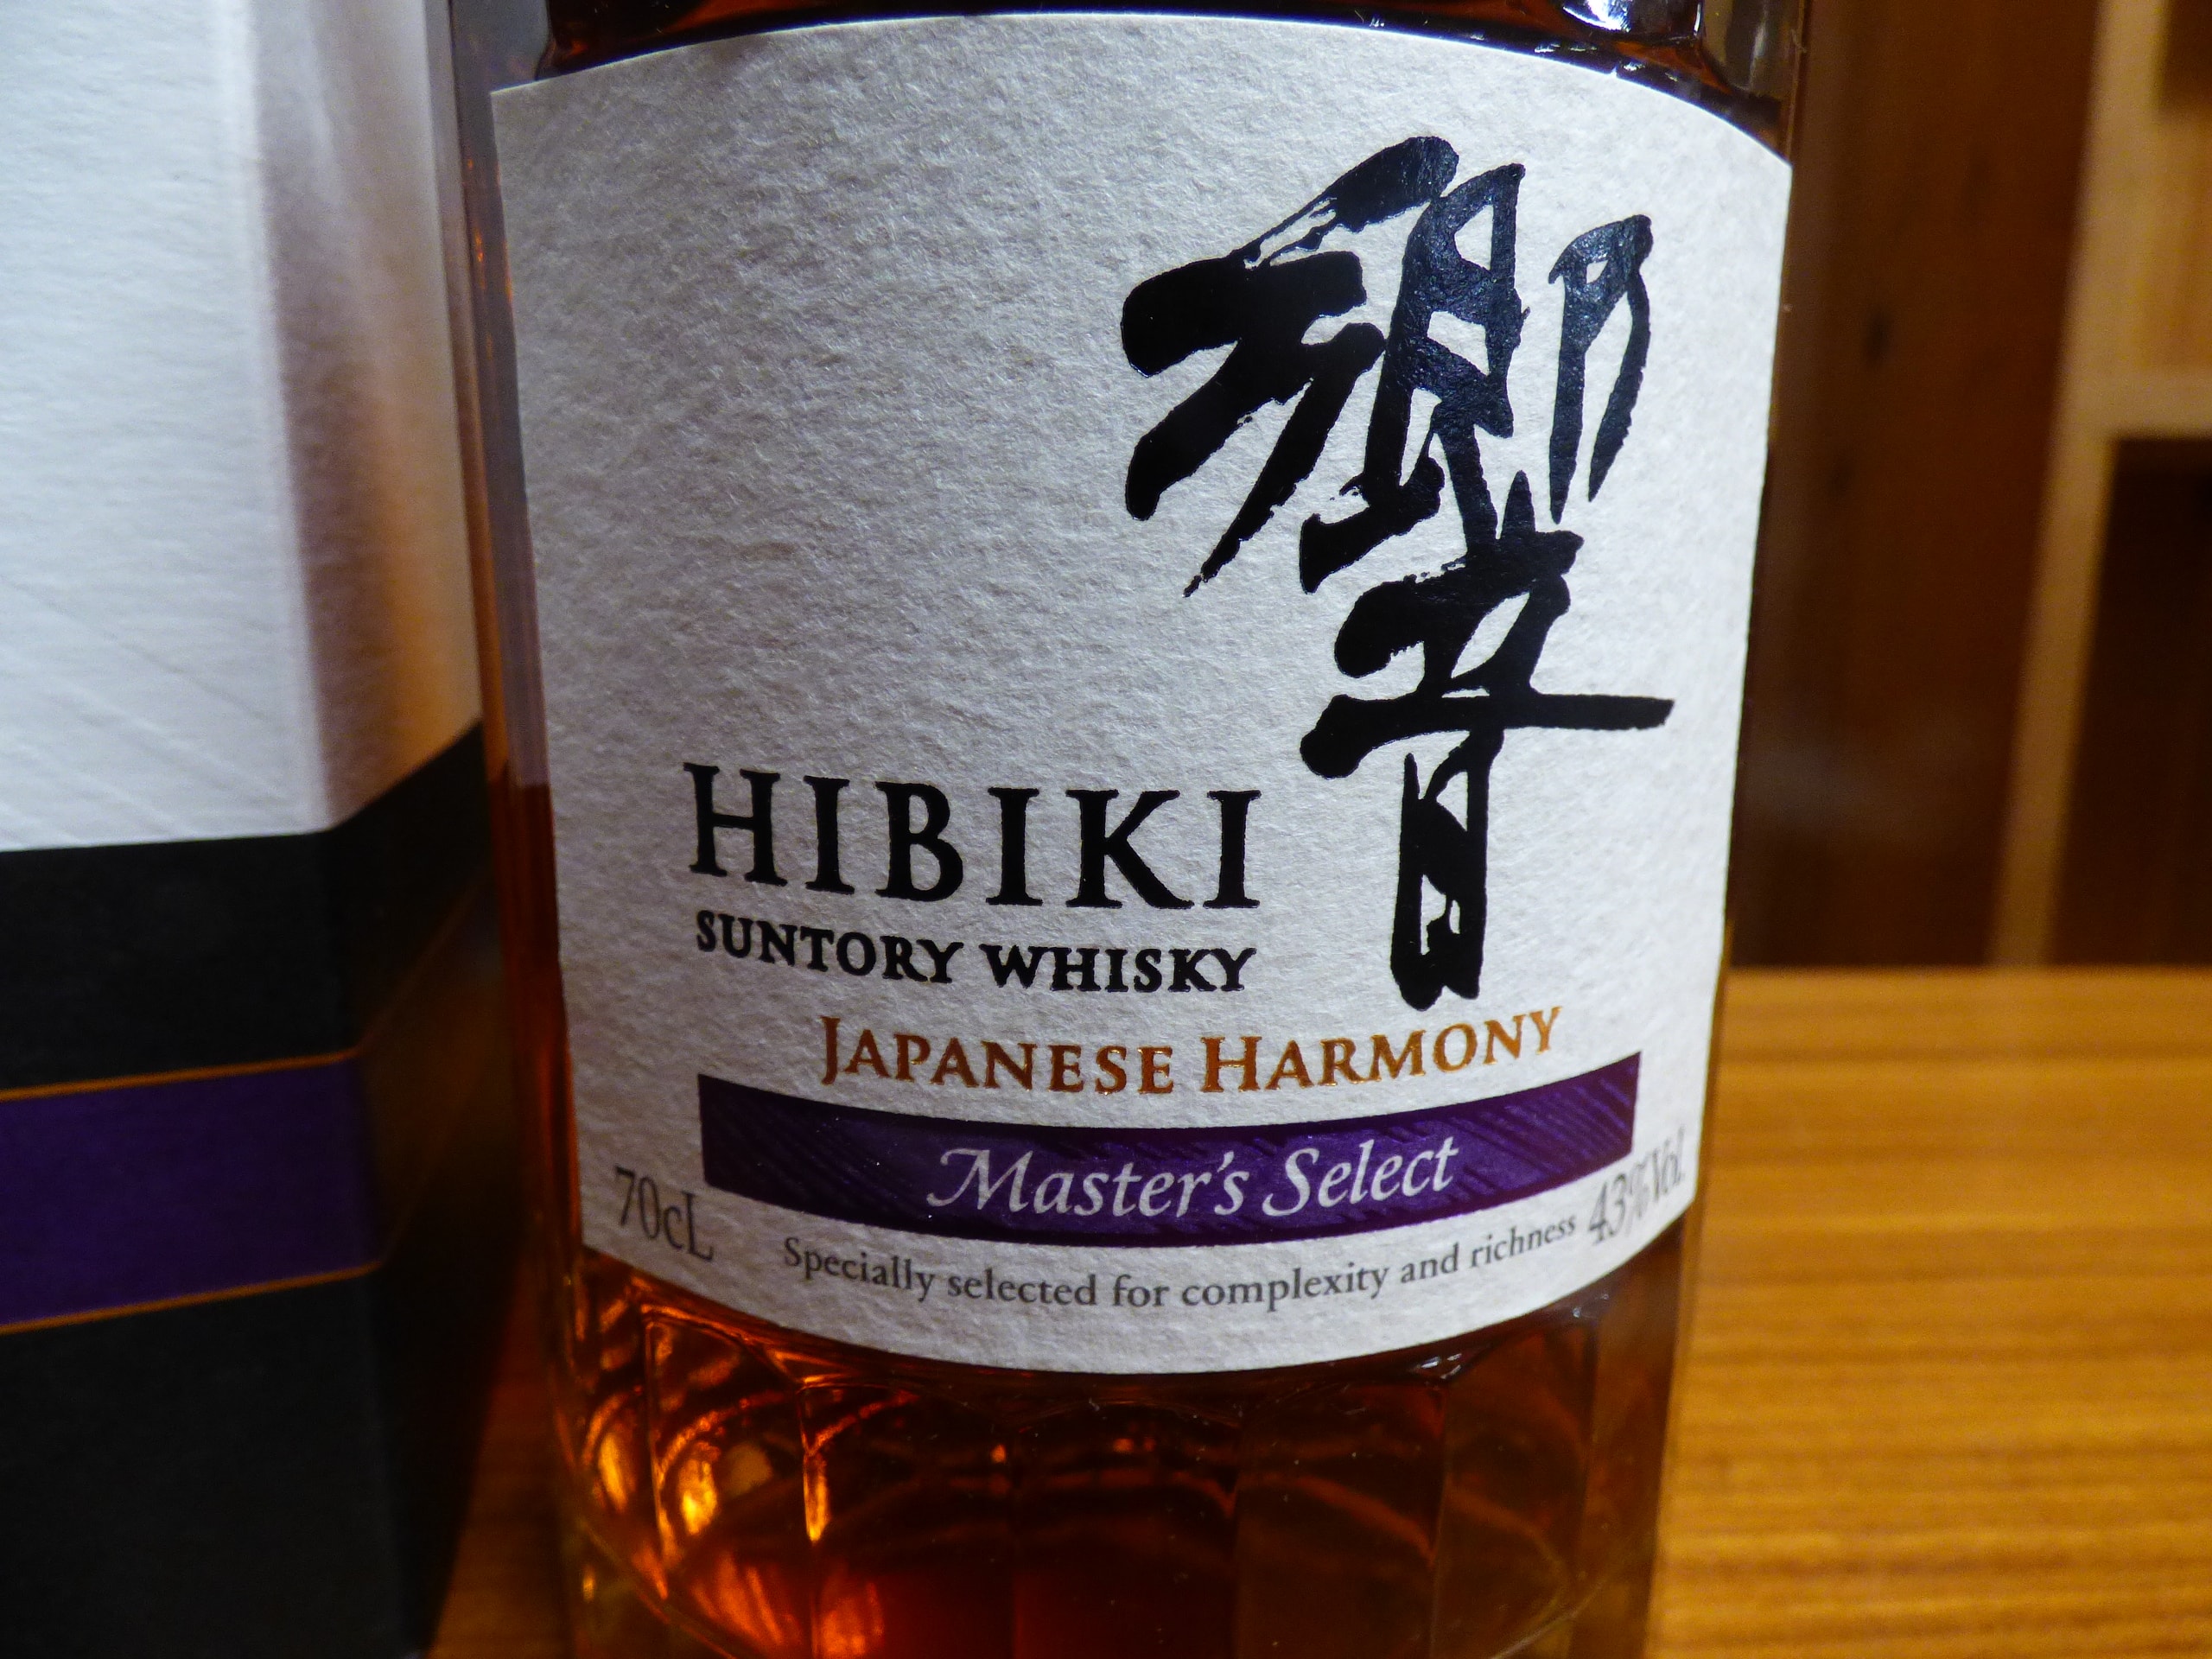 響
HIBIKI
SUNTORY WHISKY
JAPANESE HARMONY
Master's Select
70cL
Specially selected for complexity and richness
43%Vol.